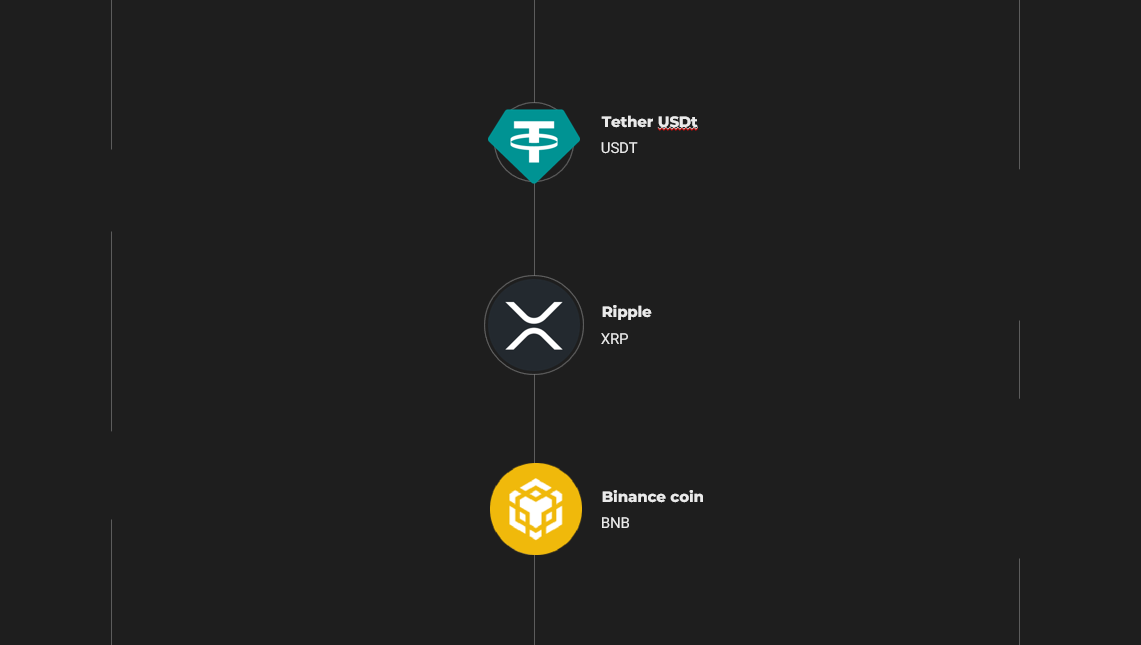 Tether USDt
USDT
Ripple
XRP
Binance coin
BNB